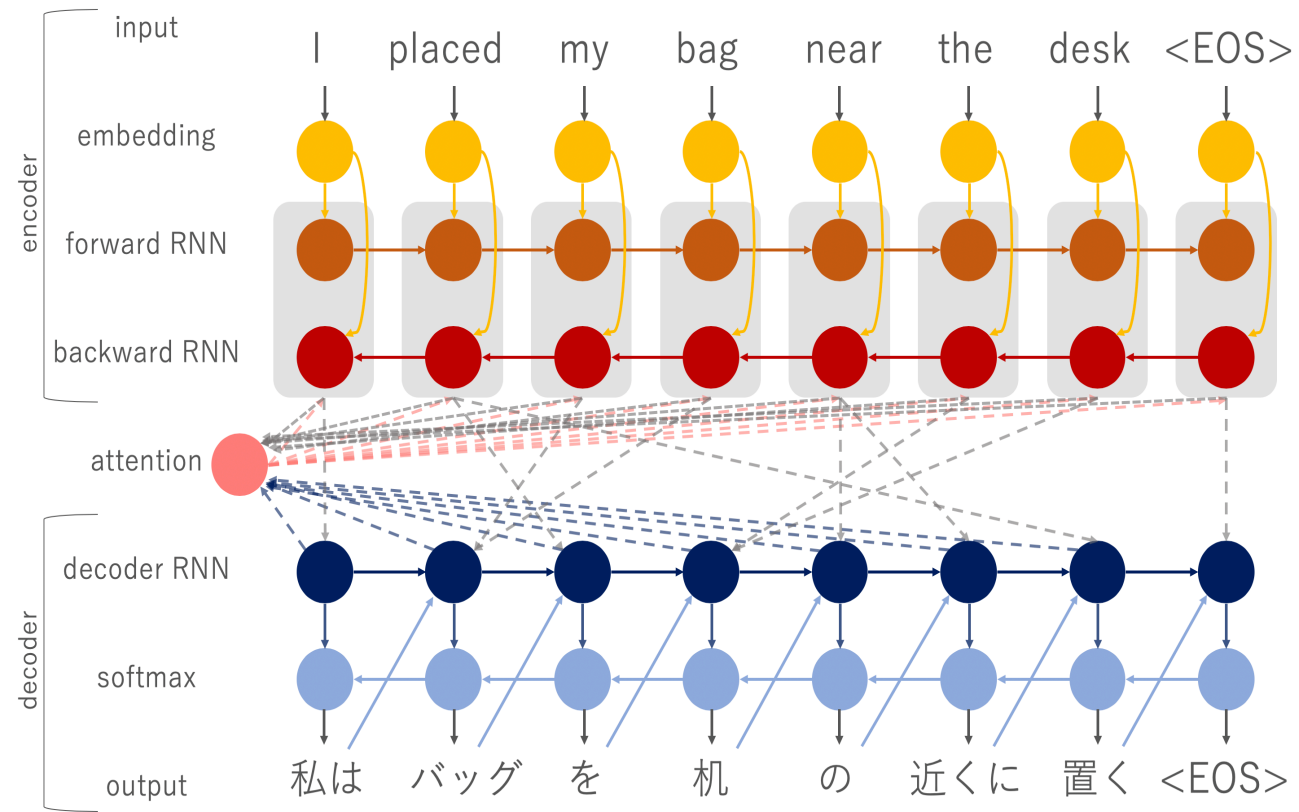 input
I placed my bag near the desk <EOS>
embedding
encoder
forward RNN
backward RNN
attention
decoder RNN
decoder
softmax
output
私は バッグ を 机 の 近くに 置く <EOS>